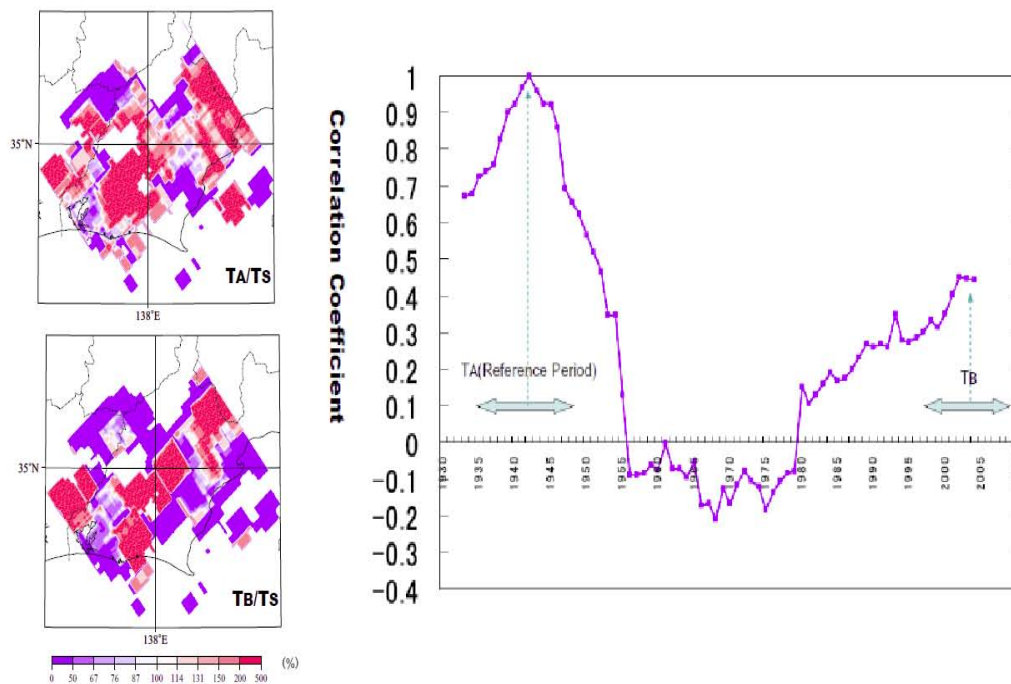 35°N
TA/TS
138°E
35°N
TB/TS
138°E
0 50 67 76 87 100 114 131 150 200 500 (%)
Correlation Coefficient
1
0.9
0.8
0.7
0.6
0.5
0.4
0.3
0.2
0.1
0
-0.1
-0.2
-0.3
-0.4
TA(Reference Period)
TB
1930 1935 1940 1945 1950 1955 1960 1965 1970 1975 1980 1985 1990 1995 2000 2005